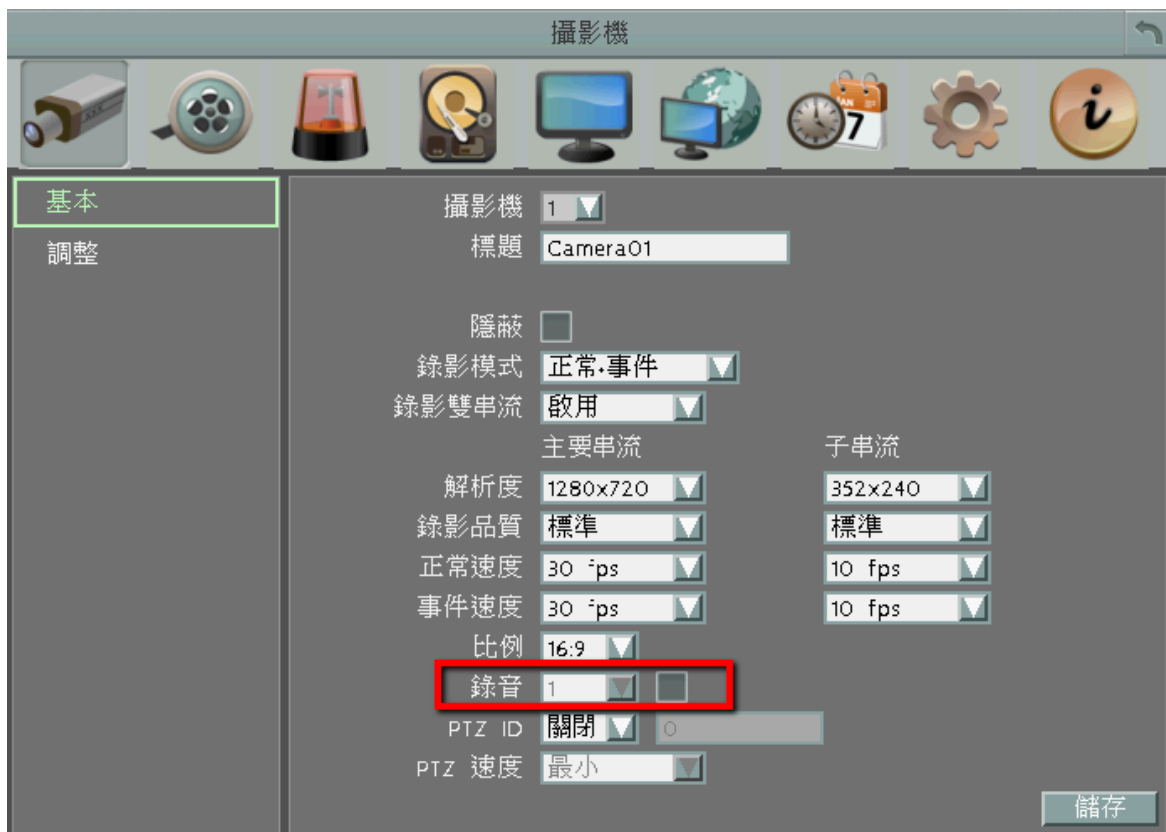 攝影機
JAN
7
基本
調整
攝影機 1
標題 Camera01
隱蔽
錄影模式 正常+事件
錄影雙串流 啟用
主要串流 子串流
解析度 1280x720 352x240
錄影品質 標準 標準
正常速度 30 fps 10 fps
事件速度 30 fps 10 fps
比例 16:9
錄音 1
PTZ ID 關閉 0
PTZ 速度 最小
儲存